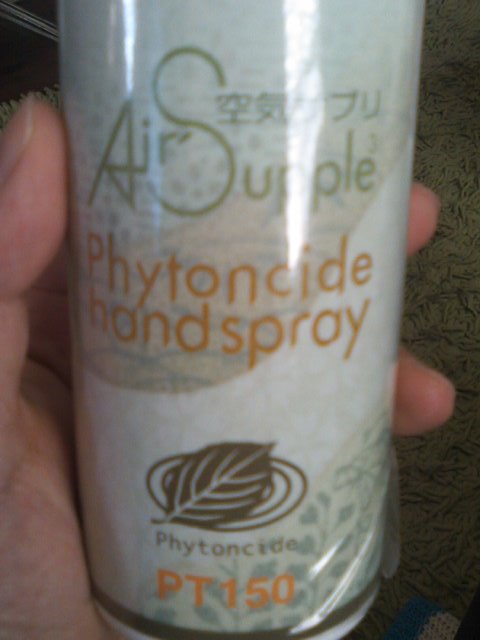 空気サプリ
Air Supple
Phytoncide
hand spray
Phytoncide
PT150